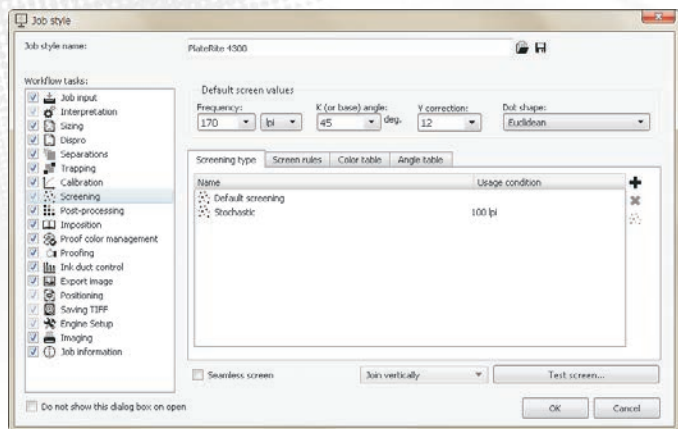 Job style
Job style name:
PlateRite 4300
Workflow tasks:
Job input
Interpretation
Sizing
Dispro
Separations
Trapping
Calibration
Screening
Post-processing
Imposition
Proof color management
Proofing
Ink duct control
Export image
Positioning
Saving TIFF
Engine Setup
Imaging
Job information
Default screen values
Frequency: K (or base) angle: Y correction: Dot shape:
170 lpi 45 deg. 12 Euclidean
Screening type Screen rules Color table Angle table
Name Usage condition
Default screening
Stochastic 100 lpi
Seamless screen Join vertically Test screen...
Do not show this dialog box on open OK Cancel